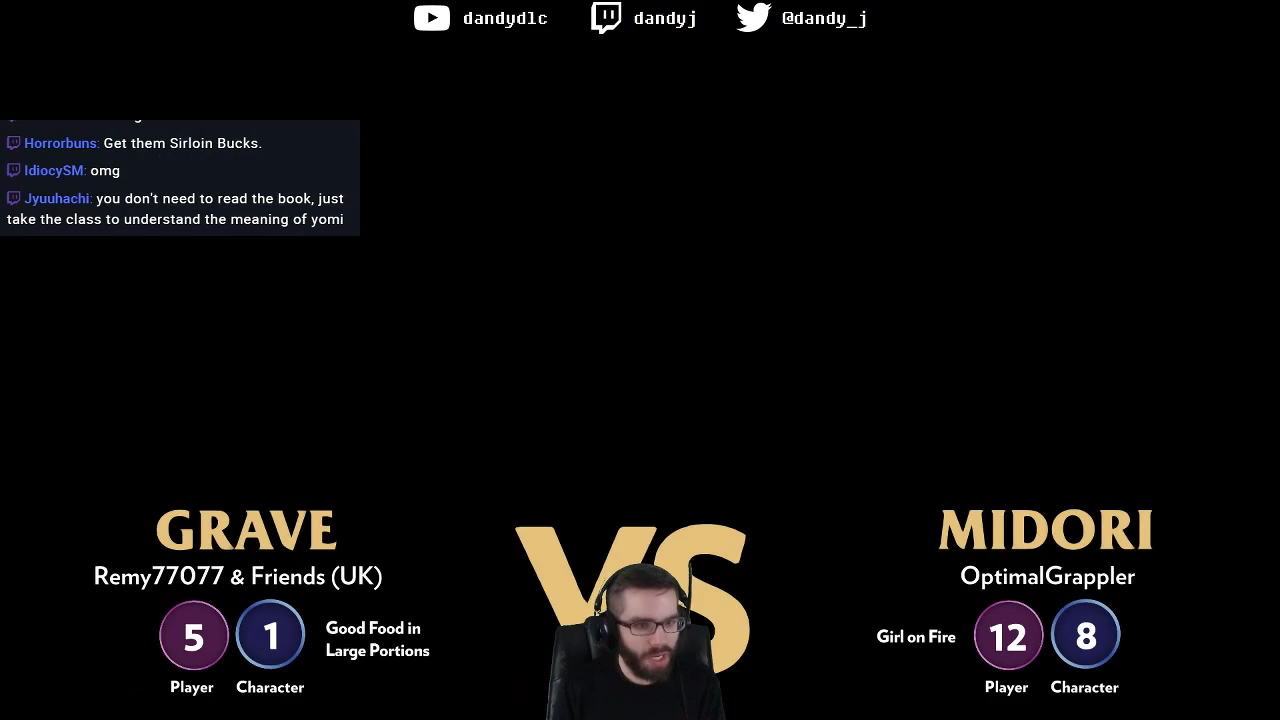 dandydlc dandyj @dandy_j
Horrorbuns: Get them Sirloin Bucks.
IdiocySM: omg
Jyuuhachi: you don't need to read the book, just
take the class to understand the meaning of yomi
GRAVE
Remy77077 & Friends (UK)
5 1
Good Food in
Large Portions
Player Character
VS
MIDORI
OptimalGrappler
Girl on Fire
12 8
Player Character